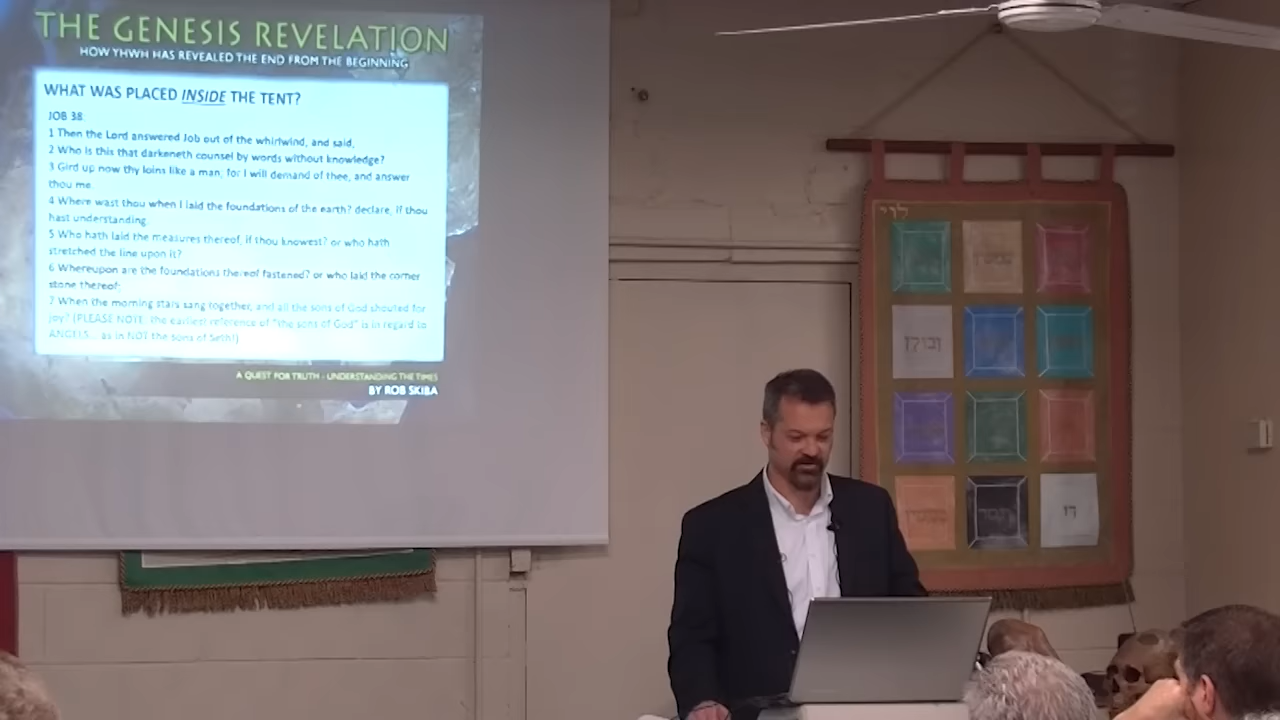 THE GENESIS REVELATION
HOW YHWH HAS REVEALED THE END FROM THE BEGINNING
WHAT WAS PLACED INSIDE THE TENT?
JOB 38:
1 Then the Lord answered Job out of the whirlwind, and said,
2 Who is this that darkeneth counsel by words without knowledge?
3 Gird up now thy loins like a man; for I will demand of thee, and answer
thou me.
4 Where wast thou when I laid the foundations of the earth? declare, if thou
hast understanding.
5 Who hath laid the measures thereof, if thou knowest? or who hath
stretched the line upon it?
6 Whereupon are the foundations thereof fastened? or who laid the corner
stone thereof;
7 When the morning stars sang together, and all the sons of God shouted for
joy? (PLEASE NOTE: the earliest reference of "the sons of God" is in regard to
ANGELS... as in NOT the sons of Seth!)
A QUEST FOR TRUTH - UNDERSTANDING THE TIMES
BY ROB SKIBA
לוי
זבולן